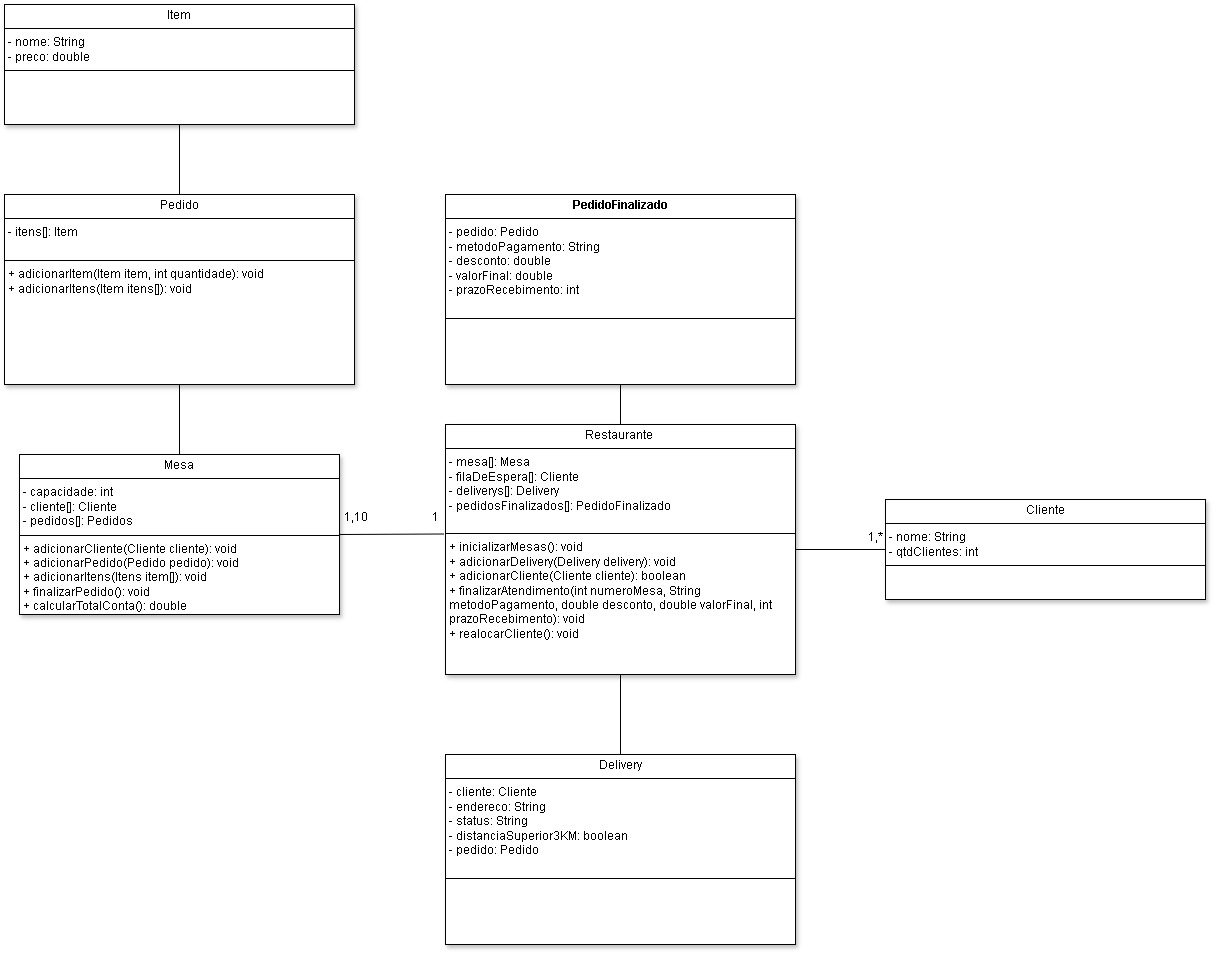 Item
- nome: String
- preco: double
Pedido
- itens[]: Item
+ adicionarItem(Item item, int quantidade): void
+ adicionarItens(Item itens[]): void
PedidoFinalizado
- pedido: Pedido
- metodoPagamento: String
- desconto: double
- valorFinal: double
- prazoRecebimento: int
Mesa
- capacidade: int
- cliente[]: Cliente
- pedidos[]: Pedidos
+ adicionarCliente(Cliente cliente): void
+ adicionarPedido(Pedido pedido): void
+ adicionarItens(Itens item[]): void
+ finalizarPedido(): void
+ calcularTotalConta(): double
1,10
1
Restaurante
- mesa[]: Mesa
- filaDeEspera[]: Cliente
- deliverys[]: Delivery
- pedidosFinalizados[]: PedidoFinalizado
+ inicializarMesas(): void
+ adicionarDelivery(Delivery delivery): void
+ adicionarCliente(Cliente cliente): boolean
+ finalizarAtendimento(int numeroMesa, String
metodoPagamento, double desconto, double valorFinal, int
prazoRecebimento): void
+ realocarCliente(): void
1,*
Cliente
- nome: String
- qtdClientes: int
Delivery
- cliente: Cliente
- endereco: String
- status: String
- distanciaSuperior3KM: boolean
- pedido: Pedido